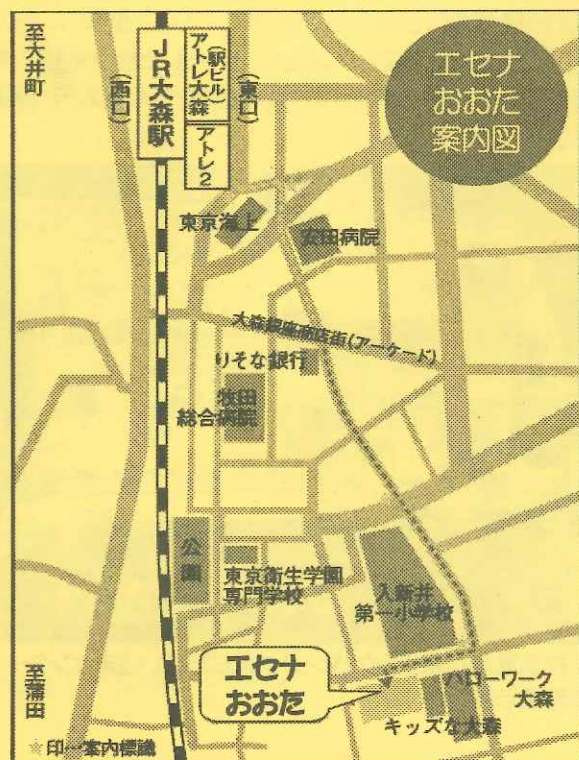 至大井町
(西口)
JR大森駅
(駅ビル)
アトレ大森
アトレ2
(東口)
エセナ
おおた
案内図
東京海上
安田病院
大森銀座商店街(アーケード)
りそな銀行
牧田
総合病院
公園
東京衛生学園
専門学校
入新井
第一小学校
至蒲田
エセナ
おおた
ハローワーク
大森
キッズな大森
☆印…案内標識